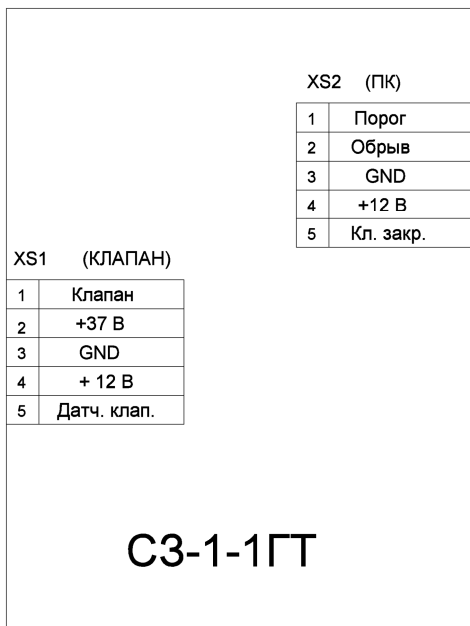 XS2 (ПК)
1 Порог
2 Обрыв
3 GND
4 +12 В
5 Кл. закр.
XS1 (КЛАПАН)
1 Клапан
2 +37 В
3 GND
4 + 12 В
5 Датч. клап.
СЗ-1-1ГТ